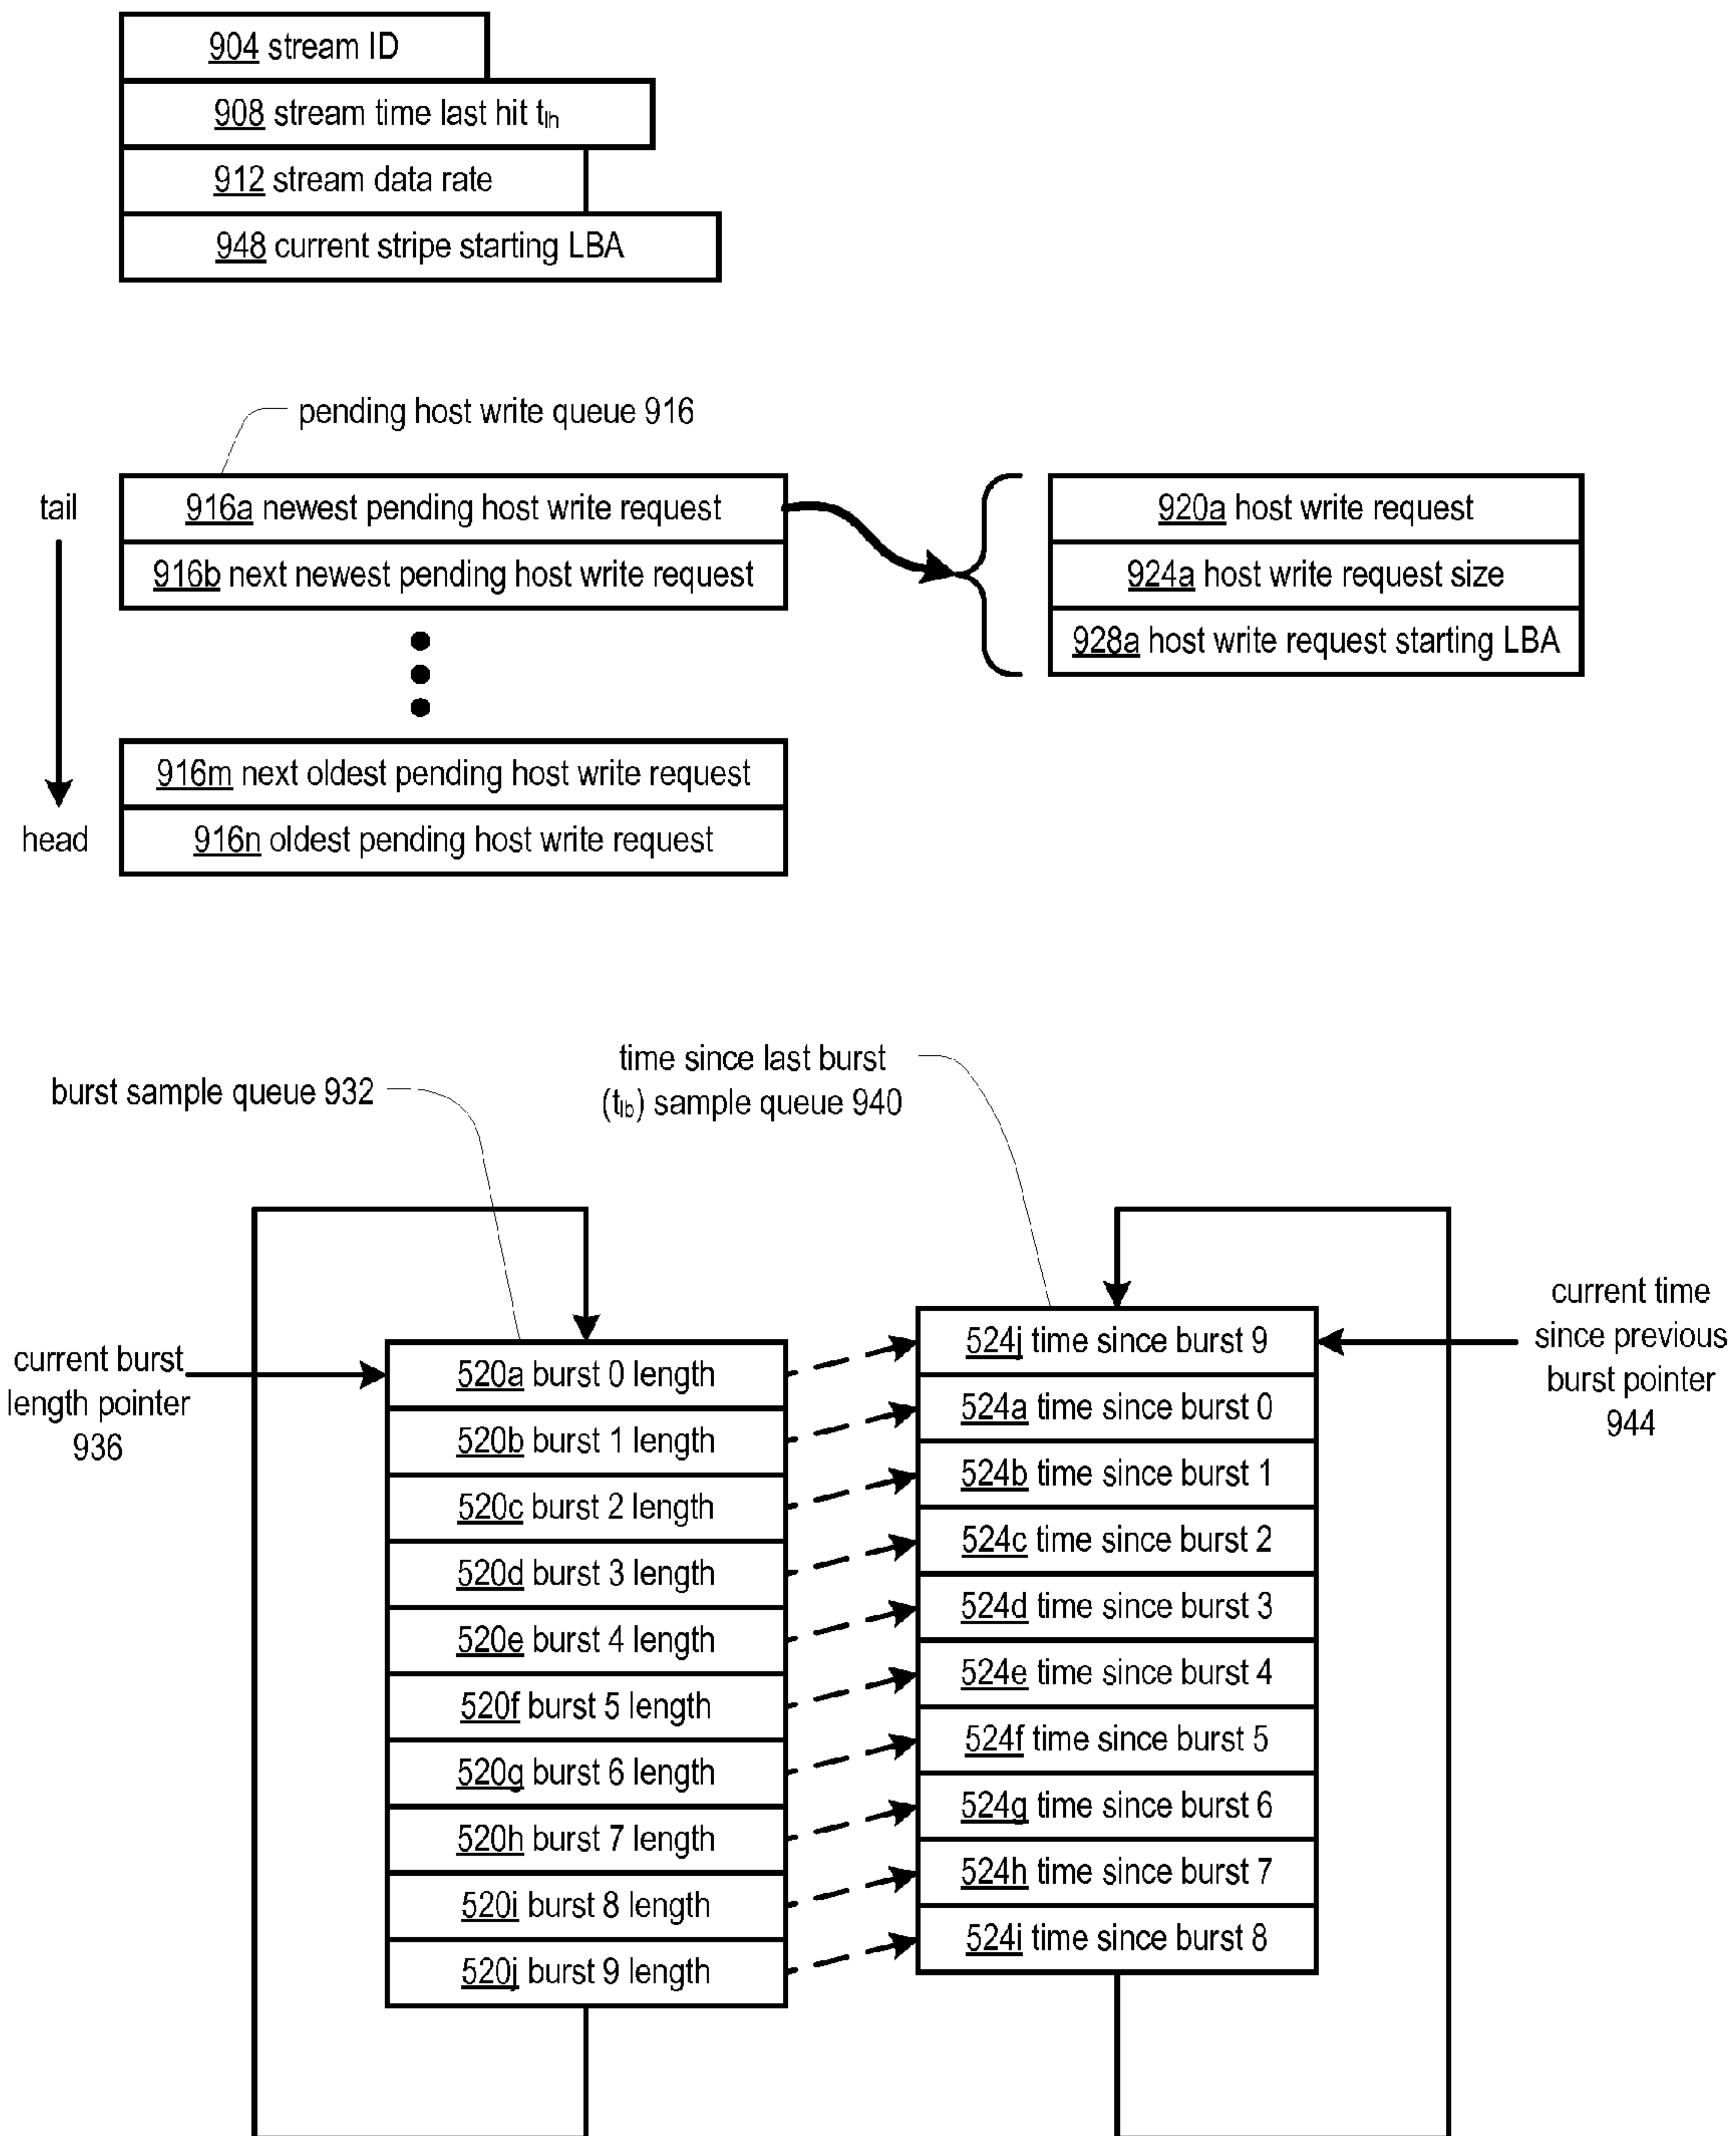 904 stream ID
908 stream time last hit tlh
912 stream data rate
948 current stripe starting LBA
pending host write queue 916
tail
916a newest pending host write request
916b next newest pending host write request
916m next oldest pending host write request
916n oldest pending host write request
head
920a host write request
924a host write request size
928a host write request starting LBA
burst sample queue 932
time since last burst
(tlb) sample queue 940
current burst
length pointer
936
520a burst 0 length
520b burst 1 length
520c burst 2 length
520d burst 3 length
520e burst 4 length
520f burst 5 length
520g burst 6 length
520h burst 7 length
520i burst 8 length
520j burst 9 length
524j time since burst 9
524a time since burst 0
524b time since burst 1
524c time since burst 2
524d time since burst 3
524e time since burst 4
524f time since burst 5
524g time since burst 6
524h time since burst 7
524i time since burst 8
current time
since previous
burst pointer
944